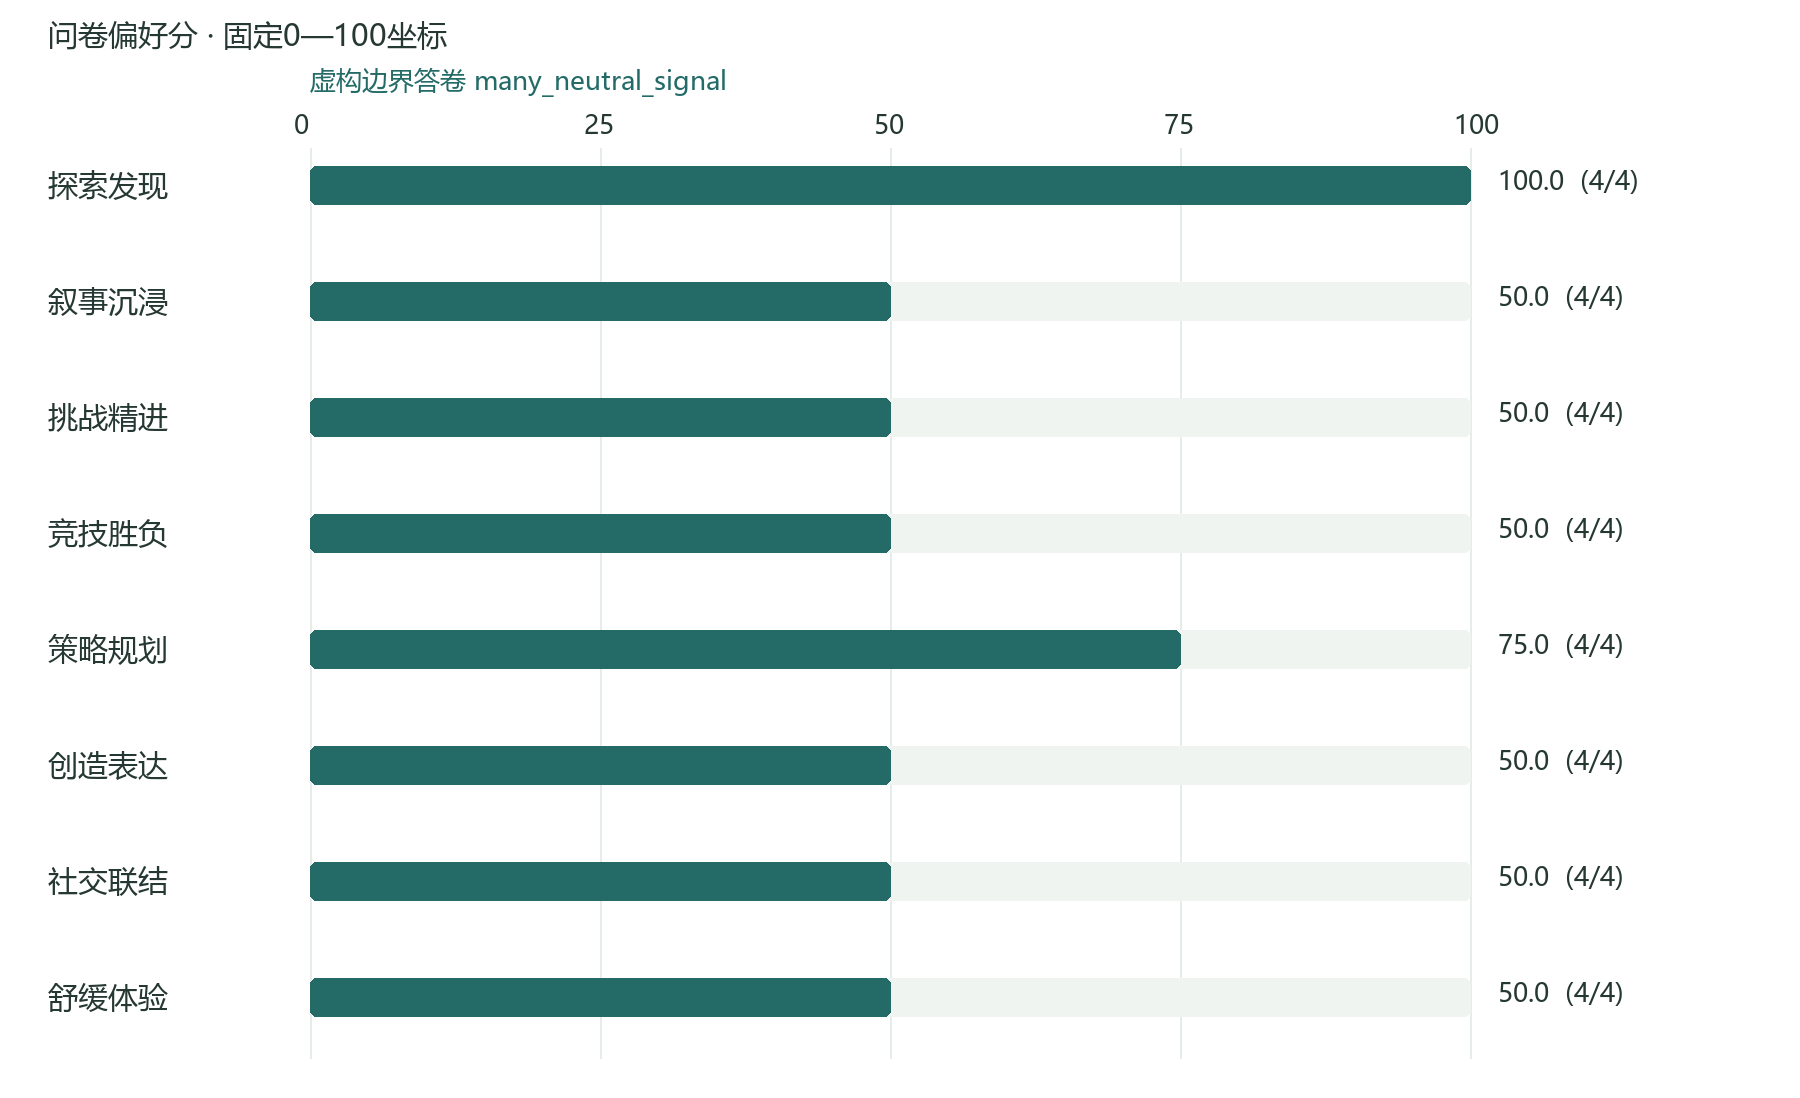 问卷偏好分 · 固定0—100坐标
虚构边界答卷 many_neutral_signal
0 25 50 75 100
探索发现 100.0 (4/4)
叙事沉浸 50.0 (4/4)
挑战精进 50.0 (4/4)
竞技胜负 50.0 (4/4)
策略规划 75.0 (4/4)
创造表达 50.0 (4/4)
社交联结 50.0 (4/4)
舒缓体验 50.0 (4/4)